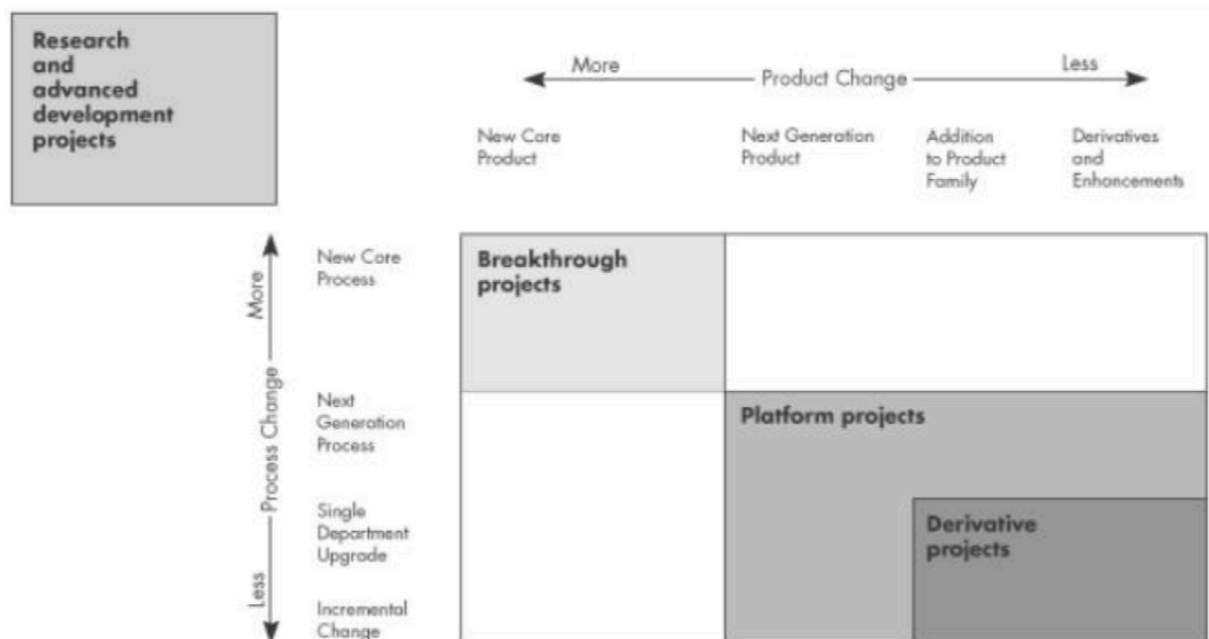 Research
and
advanced
development
projects
More
Product Change
Less
New Core
Product
Next Generation
Product
Addition
to Product
Family
Derivatives
and
Enhancements
Process Change
More
Less
New Core
Process
Breakthrough
projects
Next
Generation
Process
Platform projects
Single
Department
Upgrade
Derivative
projects
Incremental
Change